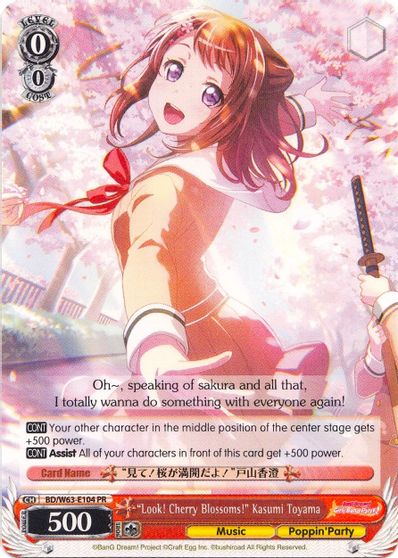 LEVEL
0
0
COST
Oh~, speaking of sakura and all that,
I totally wanna do something with everyone again!
CONT Your other character in the middle position of the center stage gets
+500 power.
CONT Assist All of your characters in front of this card get +500 power.
Card Name “見て!桜が満開だよ!”戸山香澄
CH BD/W63-E104 PR
“Look! Cherry Blossoms!” Kasumi Toyama
POWER 500 SOUL
Music Poppin'Party
©BanG Dream! Project ©Craft Egg Inc. ©bushiroad All Rights Reserved.